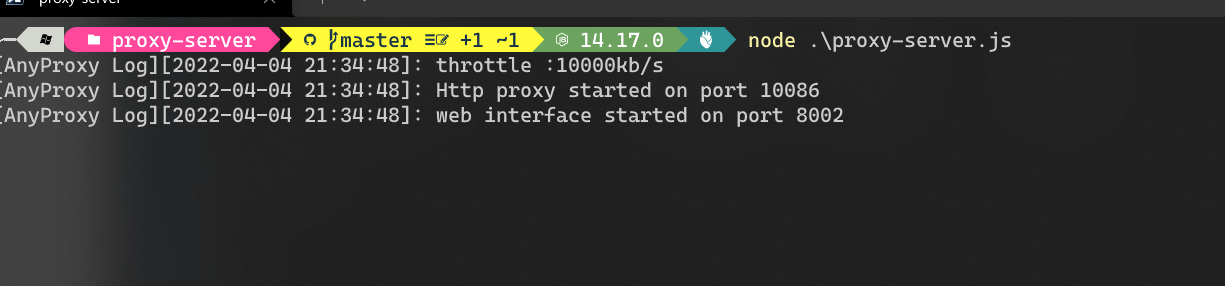 proxy-server
proxy-server master +1 ~1 14.17.0 node .\proxy-server.js
[AnyProxy Log][2022-04-04 21:34:48]: throttle :10000kb/s
[AnyProxy Log][2022-04-04 21:34:48]: Http proxy started on port 10086
[AnyProxy Log][2022-04-04 21:34:48]: web interface started on port 8002